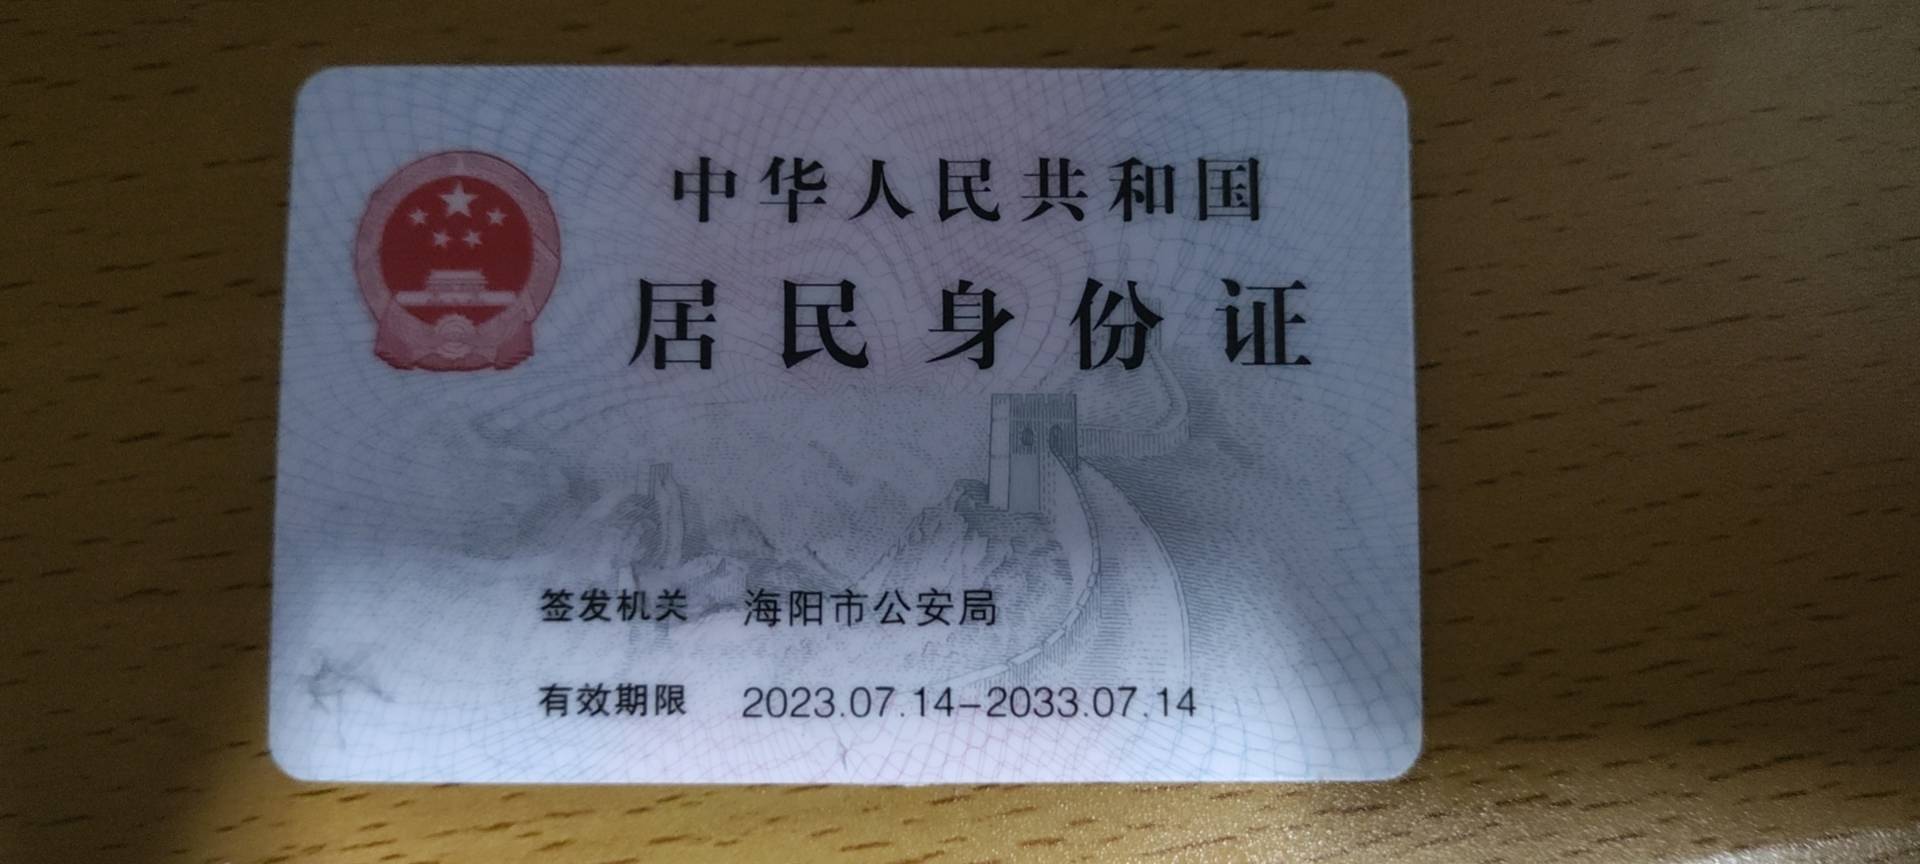 中华人民共和国
居民身份证
签发机关 海阳市公安局
有效期限 2023.07.14-2033.07.14